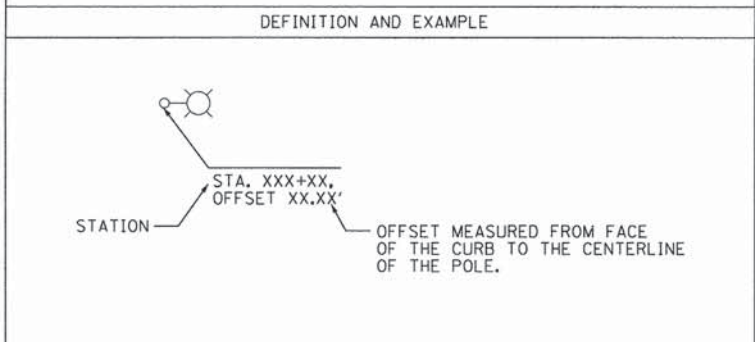 DEFINITION AND EXAMPLE
STA. XXX+XX,
OFFSET XX.XX'
STATION
OFFSET MEASURED FROM FACE
OF THE CURB TO THE CENTERLINE
OF THE POLE.